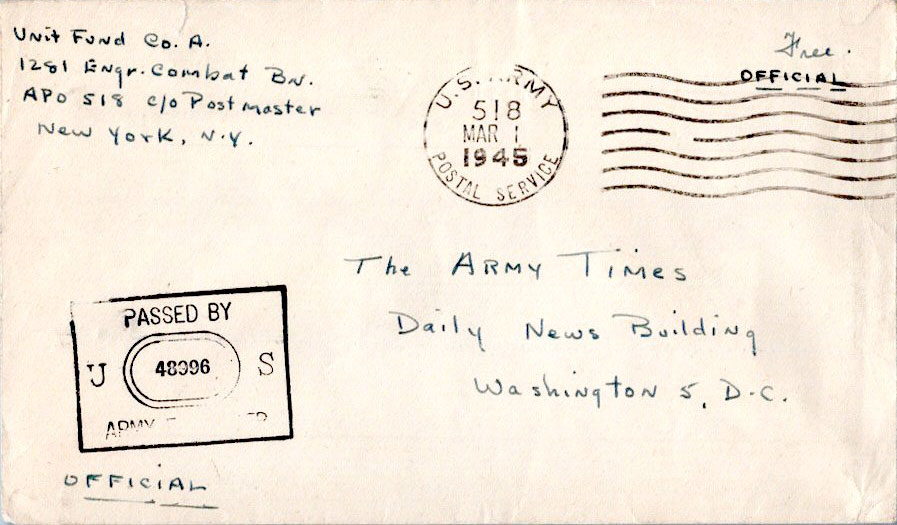 Unit Fund Co. A.
1281 Engr. Combat Bn.
APO 518 c/o Postmaster
New York, N.Y.
Free.
OFFICIAL
U.S. ARMY
518
MAR 1
1945
POSTAL SERVICE
The ARMY Times
Daily News Building
Washington 5, D.C.
PASSED BY
U 48996 S
ARMY
OFFICIAL